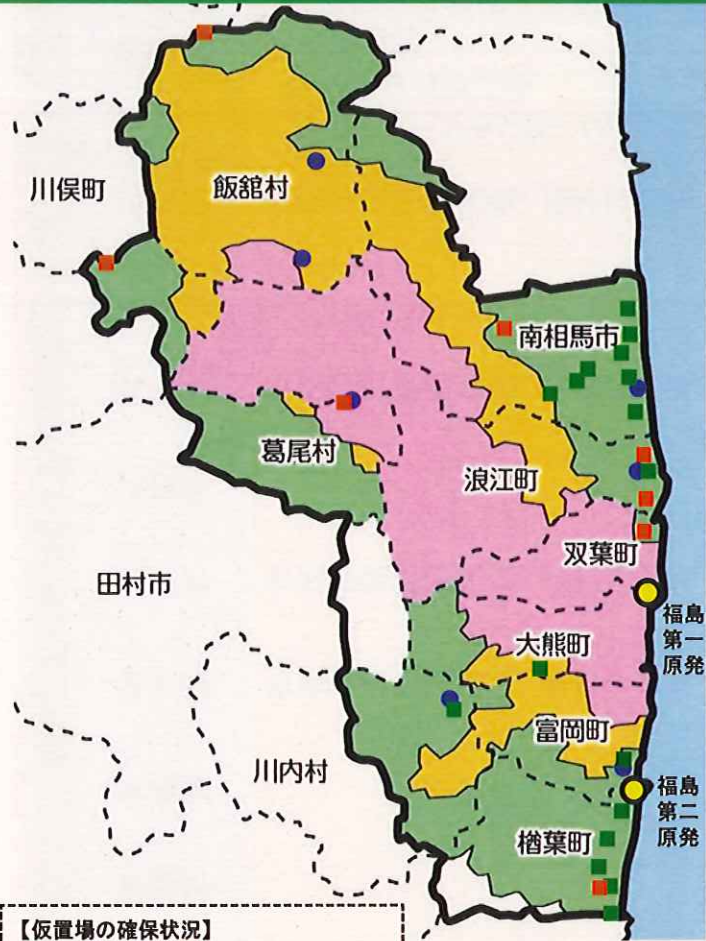 川俣町
飯舘村
南相馬市
葛尾村
浪江町
田村市
双葉町
福島
第一
原発
大熊町
富岡町
川内村
福島
第二
原発
楢葉町
【仮置場の確保状況】